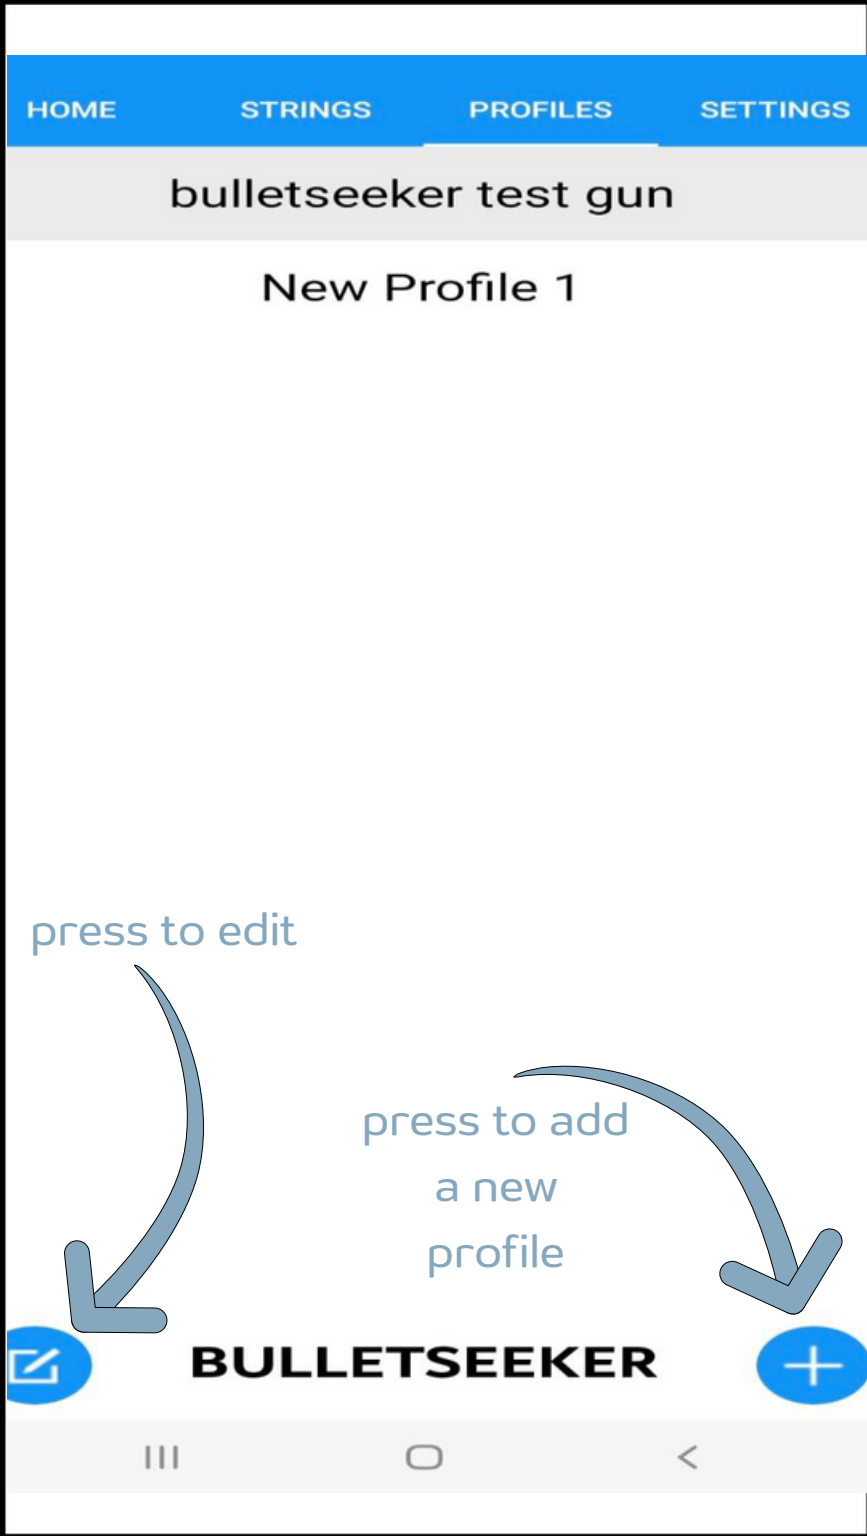 HOME STRINGS PROFILES SETTINGS
bulletseeker test gun
New Profile 1
press to edit
press to add
a new
profile
BULLETSEEKER